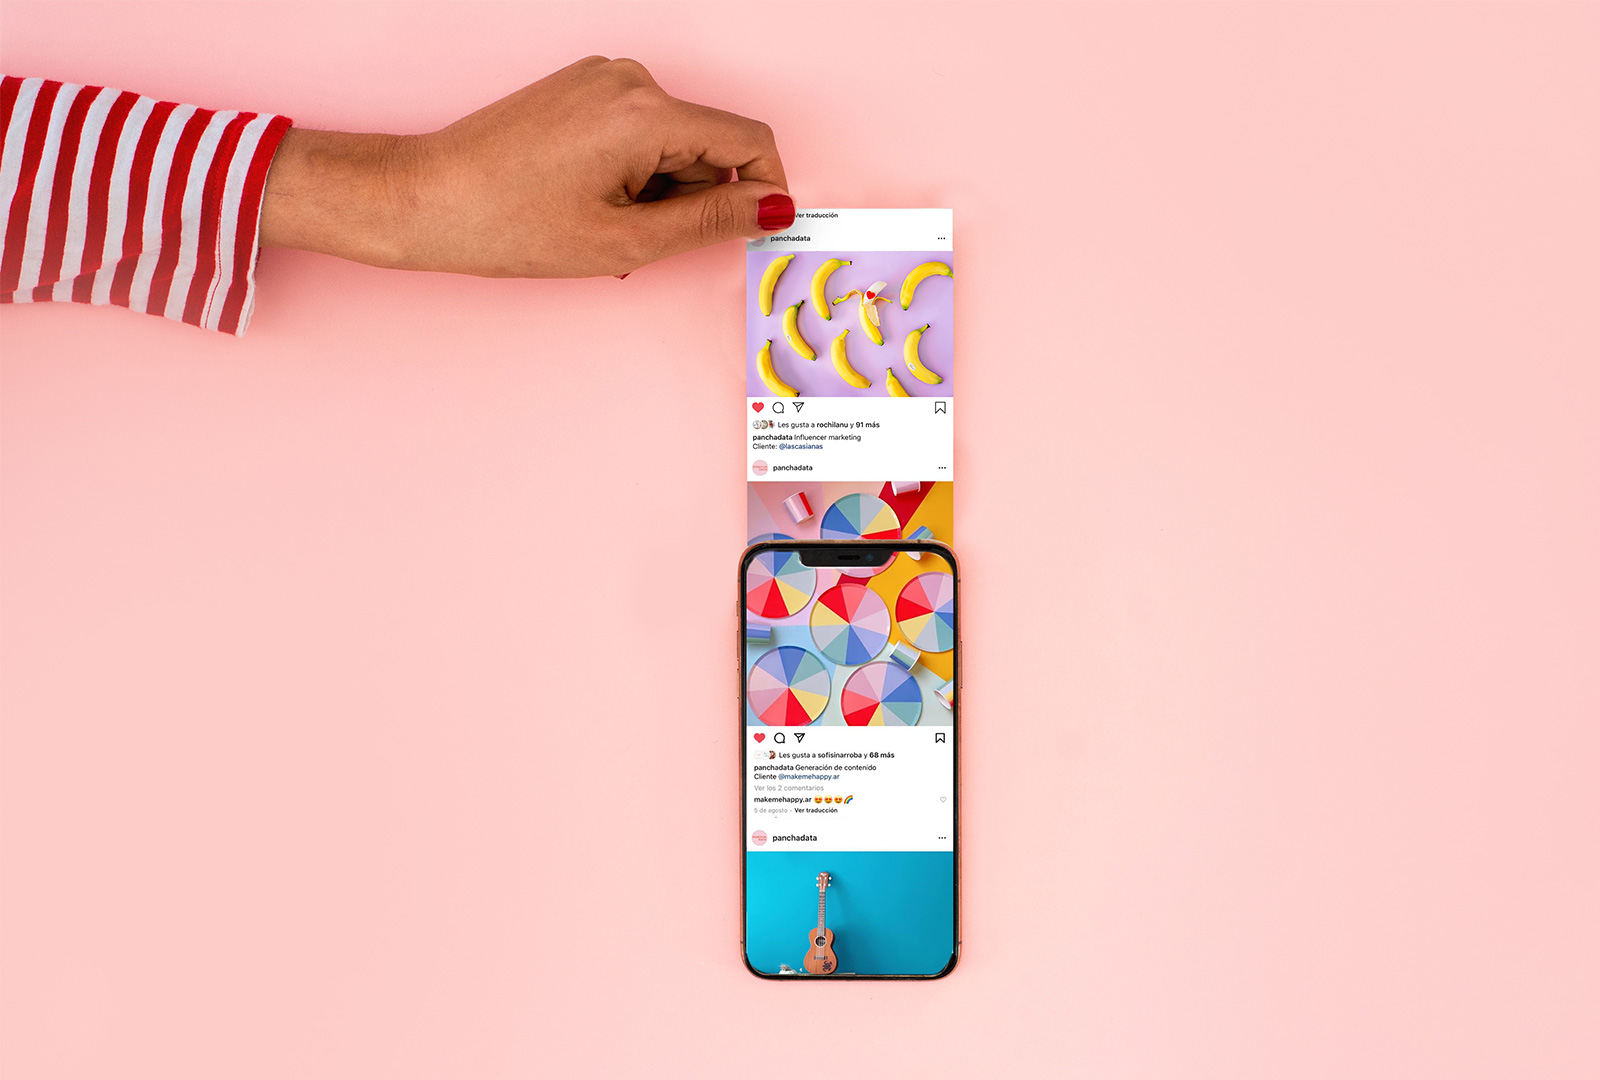 Ver traducción
panchadata
Les gusta a rochilanu y 91 más
panchadata Influencer marketing
Cliente: @lascasianas
panchadata
Les gusta a sofisinarroba y 68 más
panchadata Generación de contenido
Cliente @makemehappy.ar
Ver los 2 comentarios
makemehappy.ar 😍😍😍🌈
5 de agosto · Ver traducción
panchadata